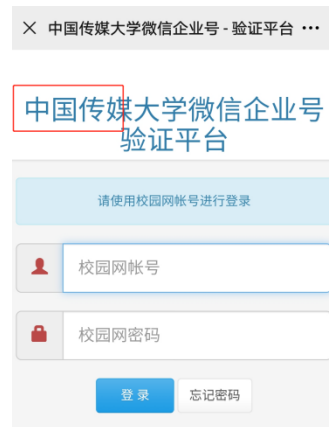 中国传媒大学微信企业号 - 验证平台 •••
中国传媒大学微信企业号
验证平台
请使用校园网帐号进行登录
校园网帐号
校园网密码
登 录 忘记密码